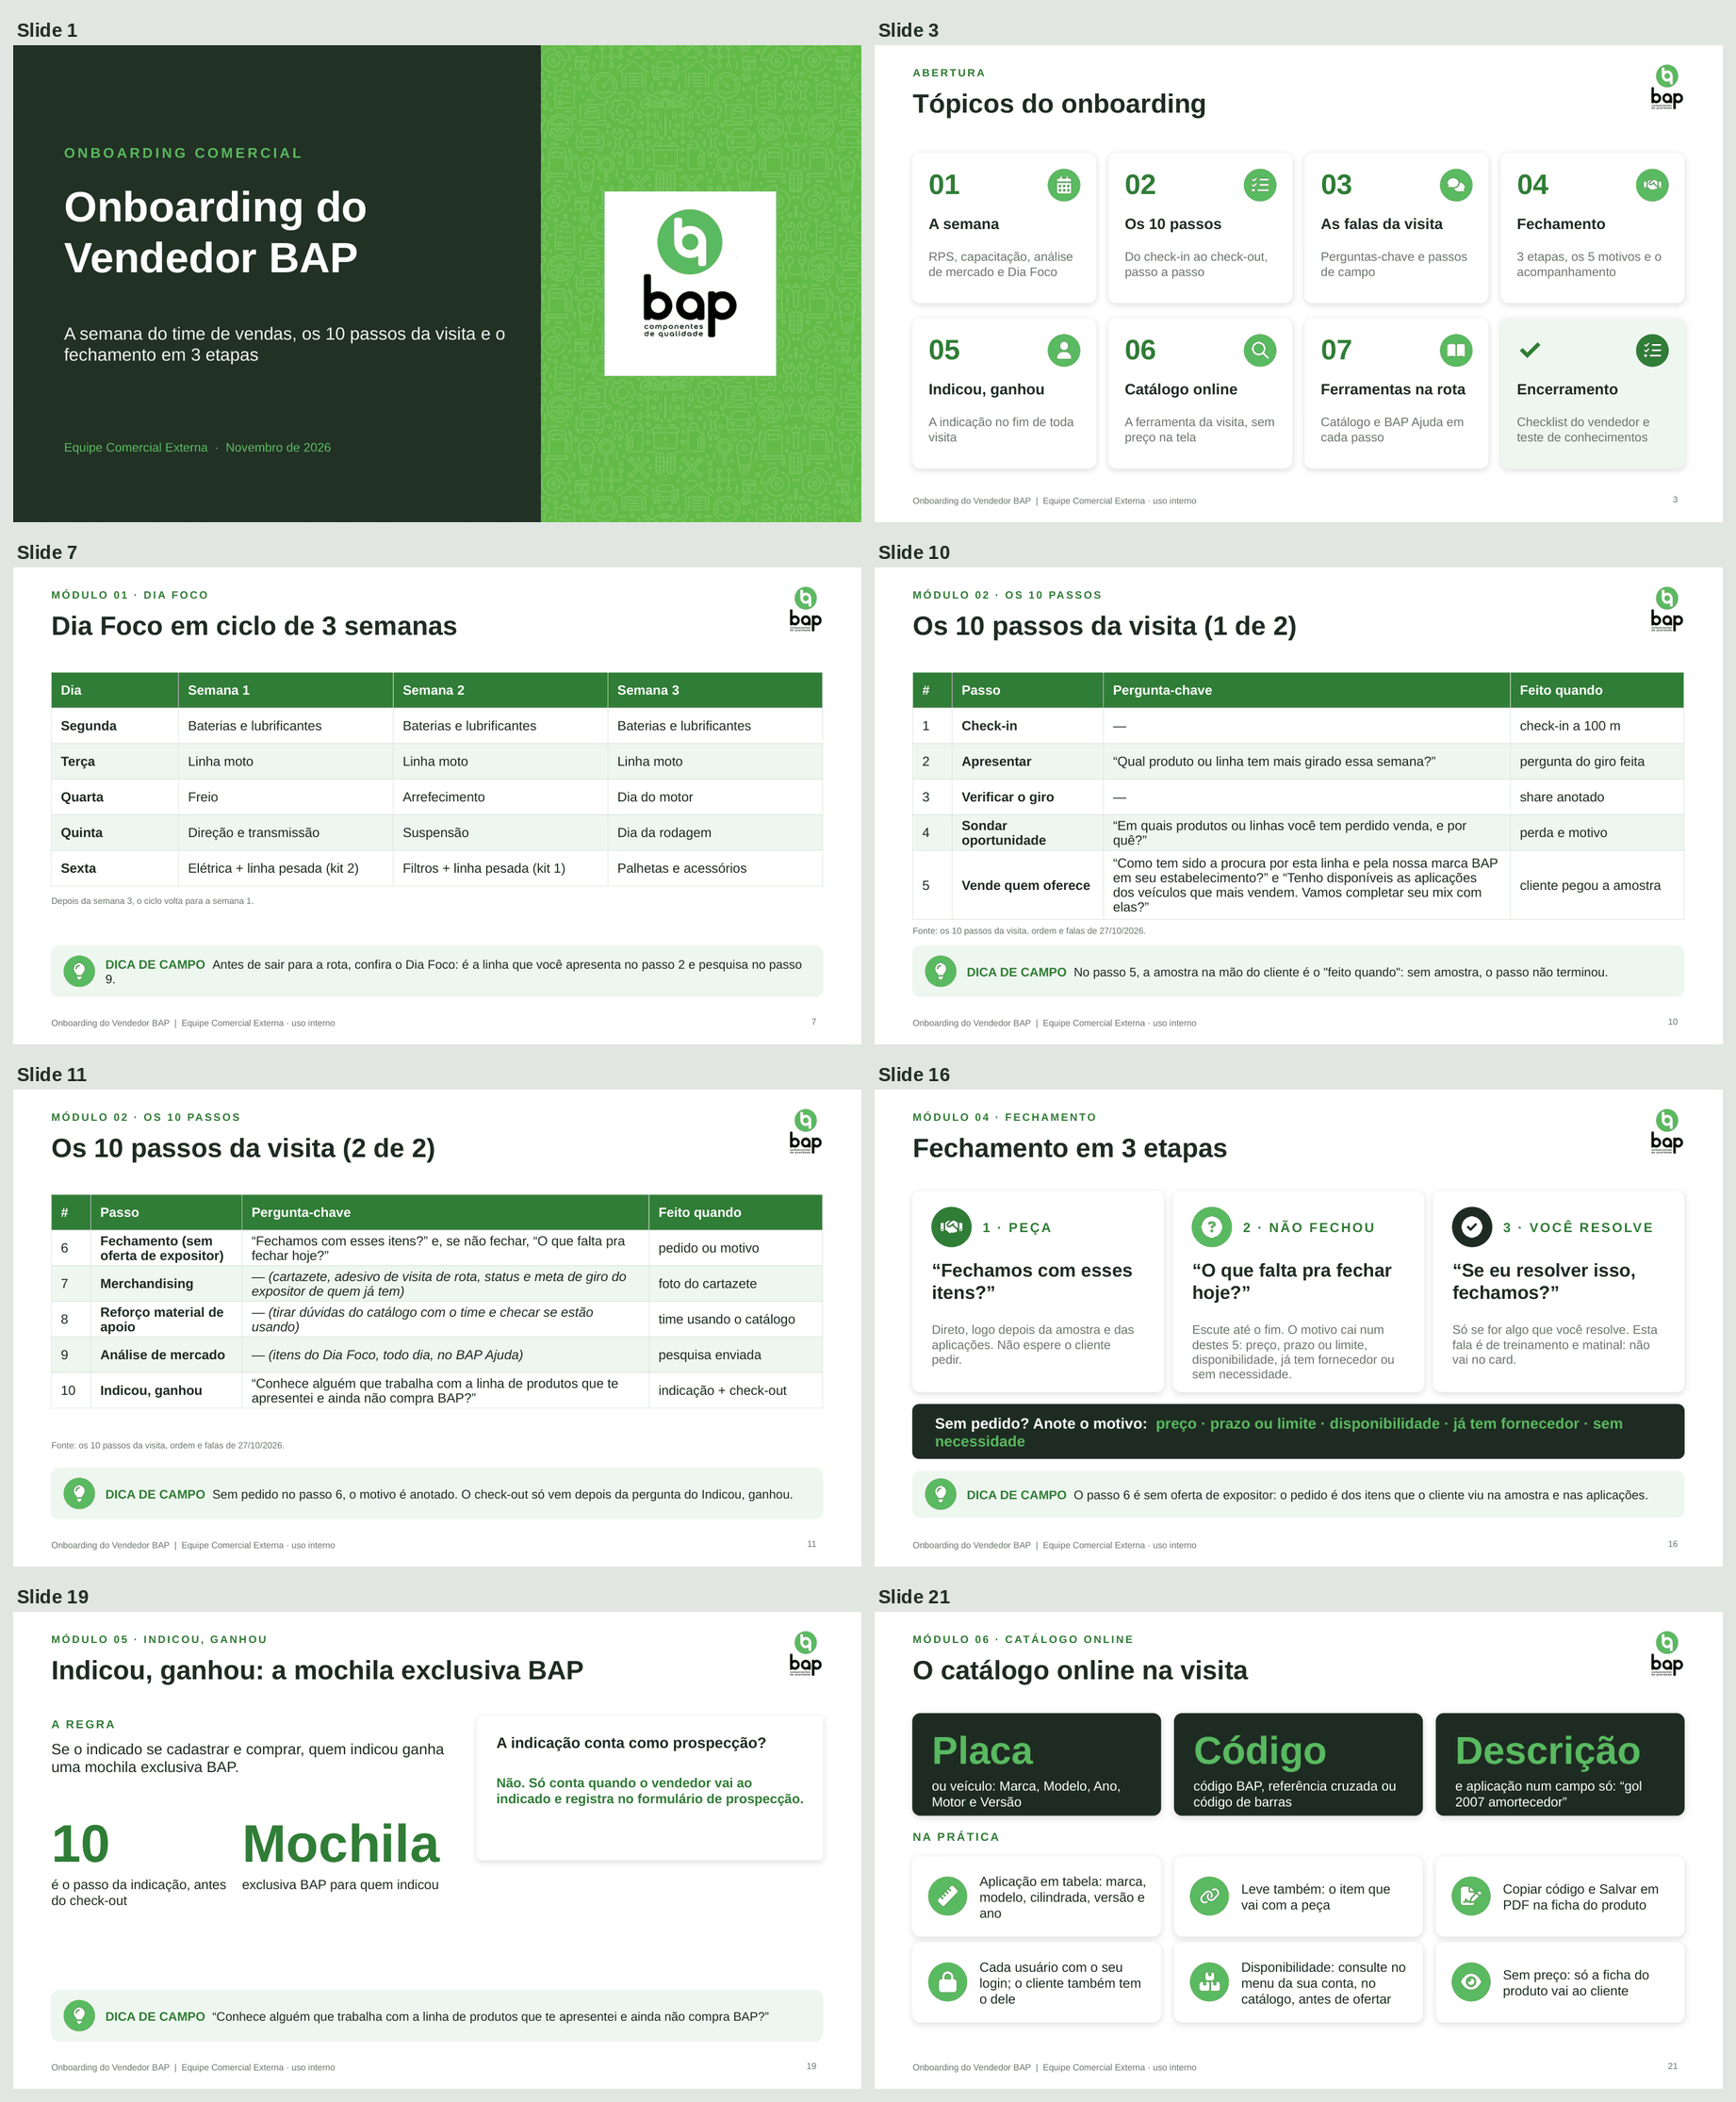 Slide 1
ONBOARDING COMERCIAL
Onboarding do
Vendedor BAP
A semana do time de vendas, os 10 passos da visita e o
fechamento em 3 etapas
Equipe Comercial Externa · Novembro de 2026
bap
componentes
de qualidade
Slide 3
ABERTURA
Tópicos do onboarding
bap
01
A semana
RPS, capacitação, análise
de mercado e Dia Foco
02
Os 10 passos
Do check-in ao check-out,
passo a passo
03
As falas da visita
Perguntas-chave e passos
de campo
04
Fechamento
3 etapas, os 5 motivos e o
acompanhamento
05
Indicou, ganhou
A indicação no fim de toda
visita
06
Catálogo online
A ferramenta da visita, sem
preço na tela
07
Ferramentas na rota
Catálogo e BAP Ajuda em
cada passo
Encerramento
Checklist do vendedor e
teste de conhecimentos
Onboarding do Vendedor BAP | Equipe Comercial Externa · uso interno
3
Slide 7
MÓDULO 01 · DIA FOCO
Dia Foco em ciclo de 3 semanas
bap
Dia Semana 1 Semana 2 Semana 3
Segunda Baterias e lubrificantes Baterias e lubrificantes Baterias e lubrificantes
Terça Linha moto Linha moto Linha moto
Quarta Freio Arrefecimento Dia do motor
Quinta Direção e transmissão Suspensão Dia da rodagem
Sexta Elétrica + linha pesada (kit 2) Filtros + linha pesada (kit 1) Palhetas e acessórios
Depois da semana 3, o ciclo volta para a semana 1.
DICA DE CAMPO Antes de sair para a rota, confira o Dia Foco: é a linha que você apresenta no passo 2 e pesquisa no passo
9.
Onboarding do Vendedor BAP | Equipe Comercial Externa · uso interno
7
Slide 10
MÓDULO 02 · OS 10 PASSOS
Os 10 passos da visita (1 de 2)
bap
# Passo Pergunta-chave Feito quando
1 Check-in — check-in a 100 m
2 Apresentar “Qual produto ou linha tem mais girado essa semana?” pergunta do giro feita
3 Verificar o giro — share anotado
4 Sondar
oportunidade
“Em quais produtos ou linhas você tem perdido venda, e por
quê?”
perda e motivo
5 Vende quem oferece
“Como tem sido a procura por esta linha e pela nossa marca BAP
em seu estabelecimento?” e “Tenho disponíveis as aplicações
dos veículos que mais vendem. Vamos completar seu mix com
elas?”
cliente pegou a amostra
Fonte: os 10 passos da visita, ordem e falas de 27/10/2026.
DICA DE CAMPO No passo 5, a amostra na mão do cliente é o "feito quando": sem amostra, o passo não terminou.
Onboarding do Vendedor BAP | Equipe Comercial Externa · uso interno
10
Slide 11
MÓDULO 02 · OS 10 PASSOS
Os 10 passos da visita (2 de 2)
bap
# Passo Pergunta-chave Feito quando
6 Fechamento (sem
oferta de expositor)
“Fechamos com esses itens?” e, se não fechar, “O que falta pra
fechar hoje?”
pedido ou motivo
7 Merchandising
— (cartazete, adesivo de visita de rota, status e meta de giro do
expositor de quem já tem)
foto do cartazete
8 Reforço material de
apoio
— (tirar dúvidas do catálogo com o time e checar se estão
usando)
time usando o catálogo
9 Análise de mercado — (itens do Dia Foco, todo dia, no BAP Ajuda) pesquisa enviada
10 Indicou, ganhou
“Conhece alguém que trabalha com a linha de produtos que te
apresentei e ainda não compra BAP?”
indicação + check-out
Fonte: os 10 passos da visita, ordem e falas de 27/10/2026.
DICA DE CAMPO Sem pedido no passo 6, o motivo é anotado. O check-out só vem depois da pergunta do Indicou, ganhou.
Onboarding do Vendedor BAP | Equipe Comercial Externa · uso interno
11
Slide 16
MÓDULO 04 · FECHAMENTO
Fechamento em 3 etapas
bap
1 · PEÇA
“Fechamos com esses
itens?”
Direto, logo depois da amostra e das
aplicações. Não espere o cliente
pedir.
2 · NÃO FECHOU
“O que falta pra fechar
hoje?”
Escute até o fim. O motivo cai num
destes 5: preço, prazo ou limite,
disponibilidade, já tem fornecedor ou
sem necessidade.
3 · VOCÊ RESOLVE
“Se eu resolver isso,
fechamos?”
Só se for algo que você resolve. Esta
fala é de treinamento e matinal: não
vai no card.
Sem pedido? Anote o motivo: preço · prazo ou limite · disponibilidade · já tem fornecedor · sem
necessidade
DICA DE CAMPO O passo 6 é sem oferta de expositor: o pedido é dos itens que o cliente viu na amostra e nas aplicações.
Onboarding do Vendedor BAP | Equipe Comercial Externa · uso interno
16
Slide 19
MÓDULO 05 · INDICOU, GANHOU
Indicou, ganhou: a mochila exclusiva BAP
bap
A REGRA
Se o indicado se cadastrar e comprar, quem indicou ganha
uma mochila exclusiva BAP.
10
é o passo da indicação, antes
do check-out
Mochila
exclusiva BAP para quem indicou
A indicação conta como prospecção?
Não. Só conta quando o vendedor vai ao
indicado e registra no formulário de prospecção.
DICA DE CAMPO “Conhece alguém que trabalha com a linha de produtos que te apresentei e ainda não compra BAP?”
Onboarding do Vendedor BAP | Equipe Comercial Externa · uso interno
19
Slide 21
MÓDULO 06 · CATÁLOGO ONLINE
O catálogo online na visita
bap
Placa
ou veículo: Marca, Modelo, Ano,
Motor e Versão
Código
código BAP, referência cruzada ou
código de barras
Descrição
e aplicação num campo só: “gol
2007 amortecedor”
NA PRÁTICA
Aplicação em tabela: marca,
modelo, cilindrada, versão e
ano
Leve também: o item que
vai com a peça
Copiar código e Salvar em
PDF na ficha do produto
Cada usuário com o seu
login; o cliente também tem
o dele
Disponibilidade: consulte no
menu da sua conta, no
catálogo, antes de ofertar
Sem preço: só a ficha do
produto vai ao cliente
Onboarding do Vendedor BAP | Equipe Comercial Externa · uso interno
21